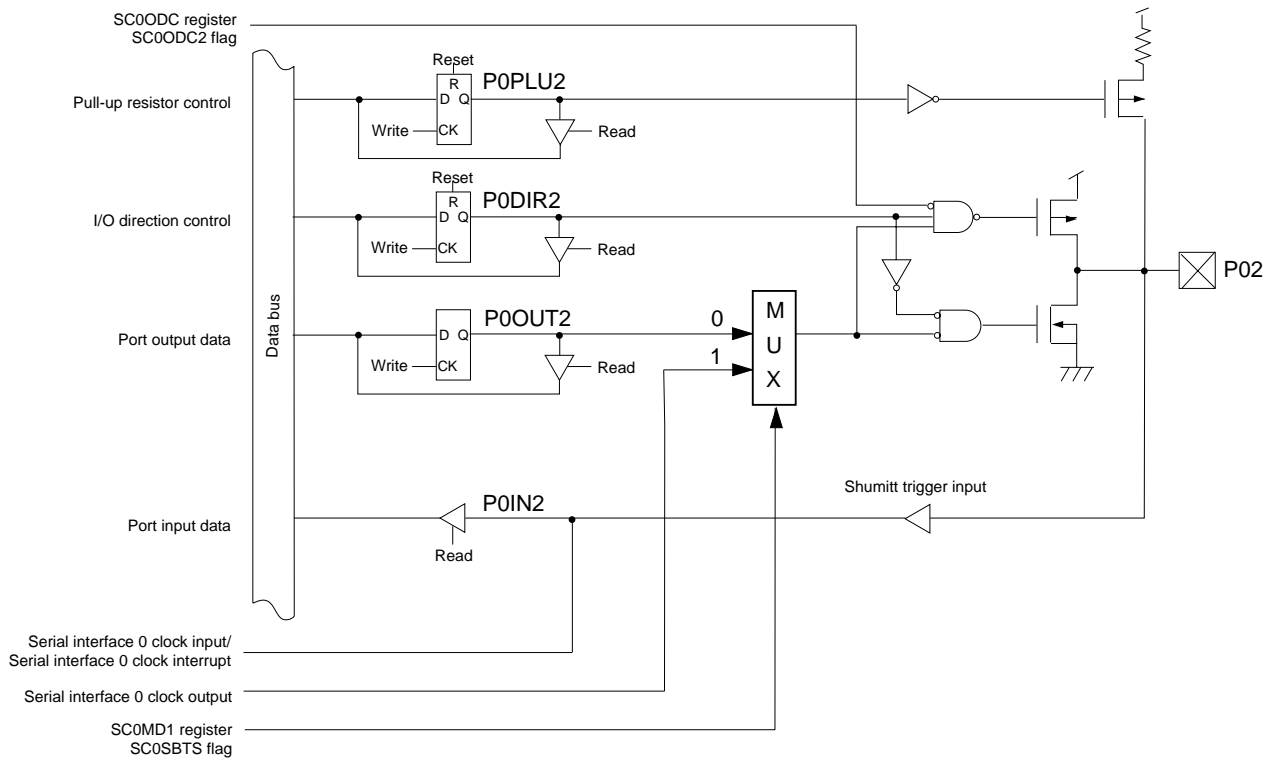 SC0ODC register
SC0ODC2 flag
Reset
Pull-up resistor control
R
P0PLU2
D Q
Write
CK
Read
Reset
I/O direction control
R
P0DIR2
D Q
Write
CK
Read
P02
Data bus
Port output data
D Q
P0OUT2
Write
CK
Read
0
1
M
U
X
Shumitt trigger input
Port input data
P0IN2
Read
Serial interface 0 clock input/
Serial interface 0 clock interrupt
Serial interface 0 clock output
SC0MD1 register
SC0SBTS flag